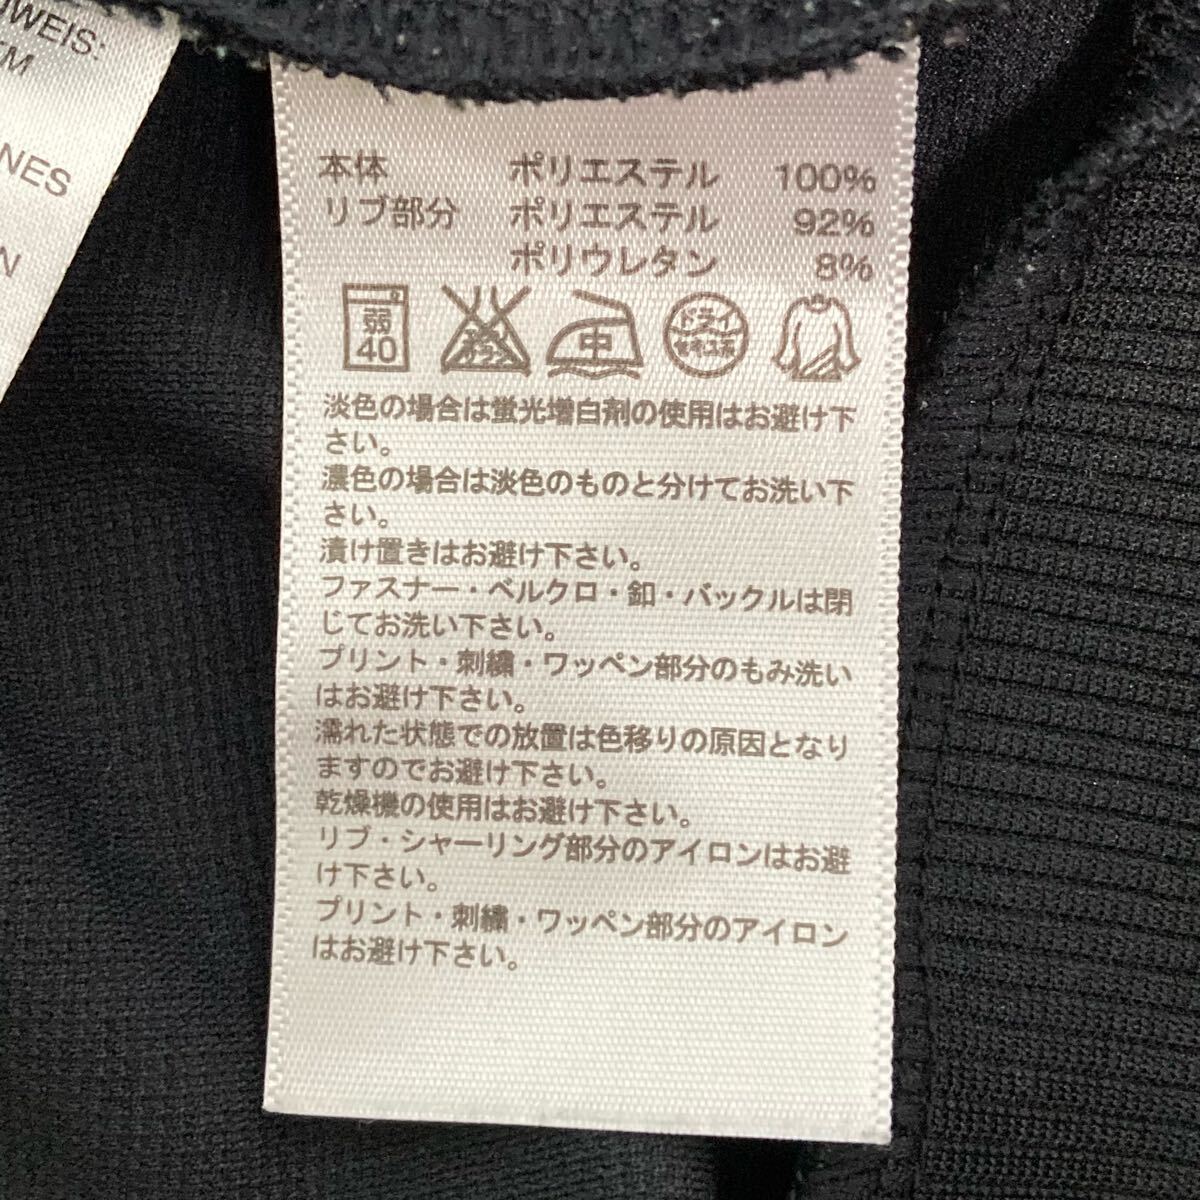 WEIS:
M
NES
N
本体 ポリエステル 100%
リブ部分 ポリエステル 92%
ポリウレタン 8%
弱 中 ドライ
40
淡色の場合は蛍光増白剤の使用はお避け下
さい。
濃色の場合は淡色のものと分けてお洗い下
さい。
漬け置きはお避け下さい。
ファスナー・ベルクロ・釦・バックルは閉
じてお洗い下さい。
プリント・刺繍・ワッペン部分のもみ洗い
はお避け下さい。
濡れた状態での放置は色移りの原因となり
ますのでお避け下さい。
乾燥機の使用はお避け下さい。
リブ・シャーリング部分のアイロンはお避
け下さい。
プリント・刺繍・ワッペン部分のアイロン
はお避け下さい。